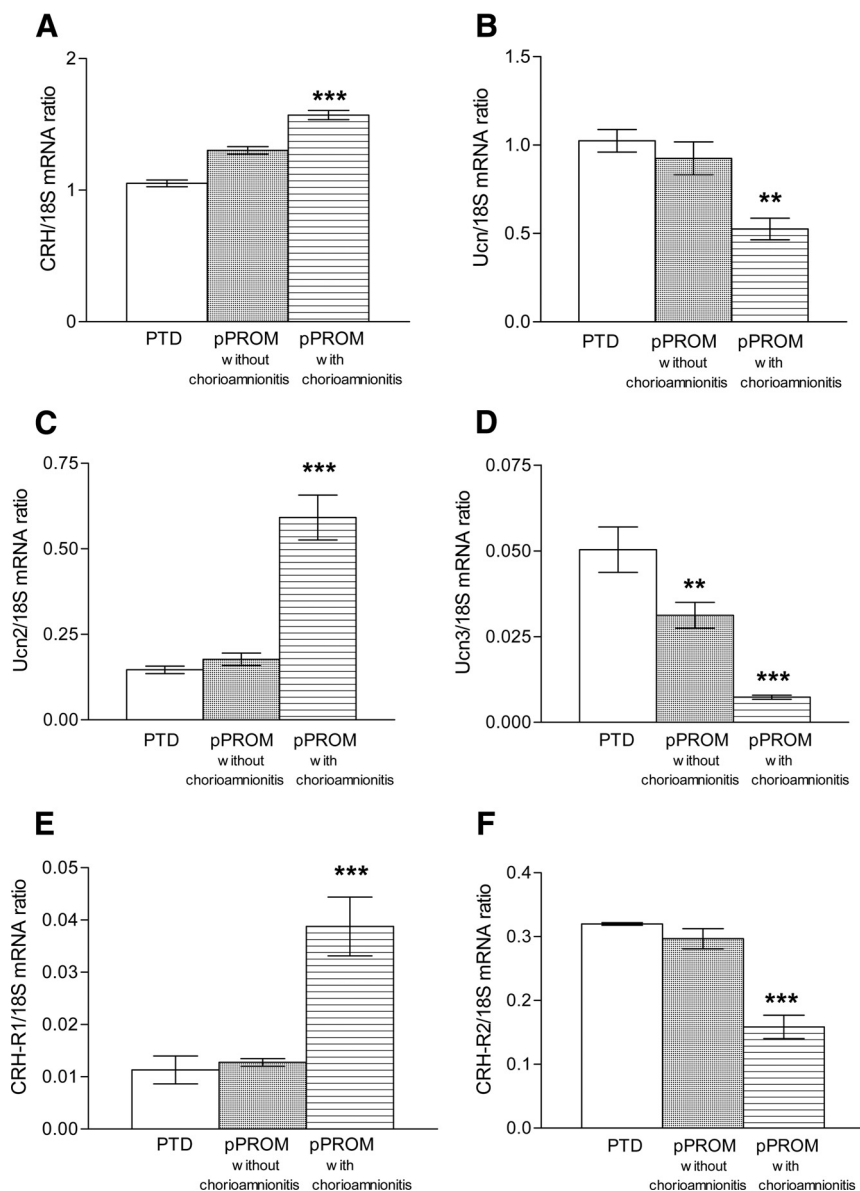 A
CRH/18S mRNA ratio
2
1
0
***
PTD
pPROM
without
chorioamnionitis
pPROM
with
chorioamnionitis
B
Ucn/18S mRNA ratio
1.5
1.0
0.5
0.0
**
PTD
pPROM
without
chorioamnionitis
pPROM
with
chorioamnionitis
C
Ucn2/18S mRNA ratio
0.75
0.50
0.25
0.00
***
PTD
pPROM
without
chorioamnionitis
pPROM
with
chorioamnionitis
D
Ucn3/18S mRNA ratio
0.075
0.050
0.025
0.000
**
***
PTD
pPROM
without
chorioamnionitis
pPROM
with
chorioamnionitis
E
CRH-R1/18S mRNA ratio
0.05
0.04
0.03
0.02
0.01
0.00
***
PTD
pPROM
without
chorioamnionitis
pPROM
with
chorioamnionitis
F
CRH-R2/18S mRNA ratio
0.4
0.3
0.2
0.1
0.0
***
PTD
pPROM
without
chorioamnionitis
pPROM
with
chorioamnionitis